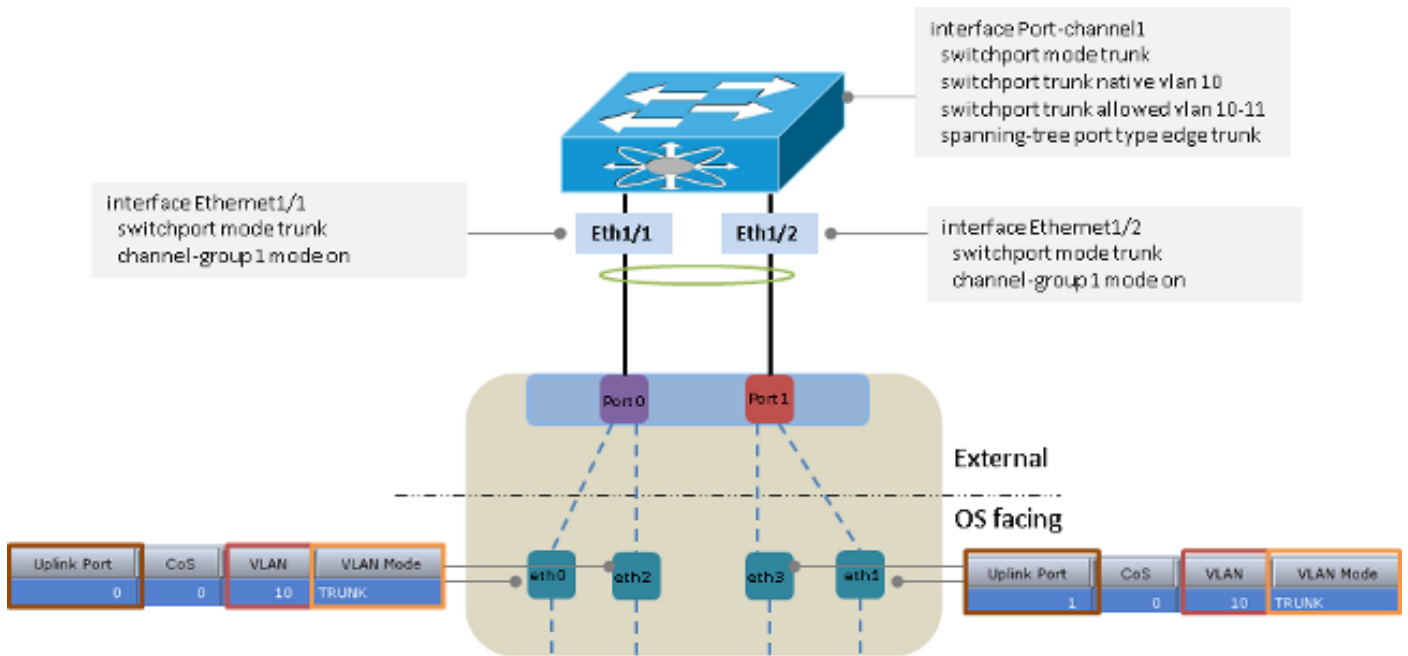 interface Port-channel1
switchport mode trunk
switchport trunk native vlan 10
switchport trunk allowed vlan 10-11
spanning-tree port type edge trunk
interface Ethernet1/1
switchport mode trunk
channel-group 1 mode on
Eth1/1
Eth1/2
interface Ethernet1/2
switchport mode trunk
channel-group 1 mode on
Port 0
Port 1
External
OS facing
Uplink Port CoS VLAN VLAN Mode
0 0 10 TRUNK
eth0
eth2
eth3
eth1
Uplink Port CoS VLAN VLAN Mode
1 0 10 TRUNK